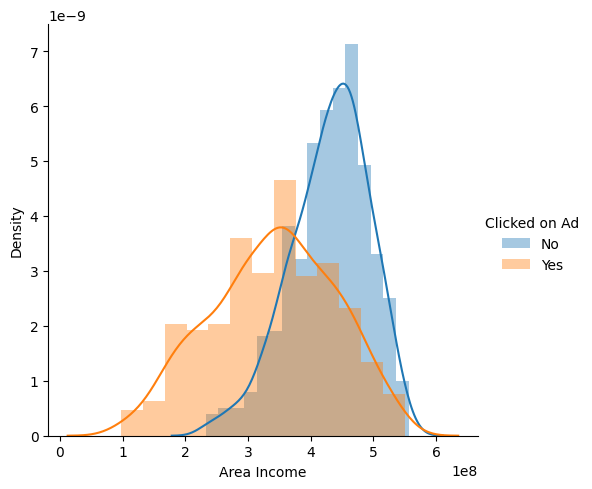 1e−9
7
6
5
4
3
2
1
0
Density
0 1 2 3 4 5 6
1e8
Area Income
Clicked on Ad
No
Yes